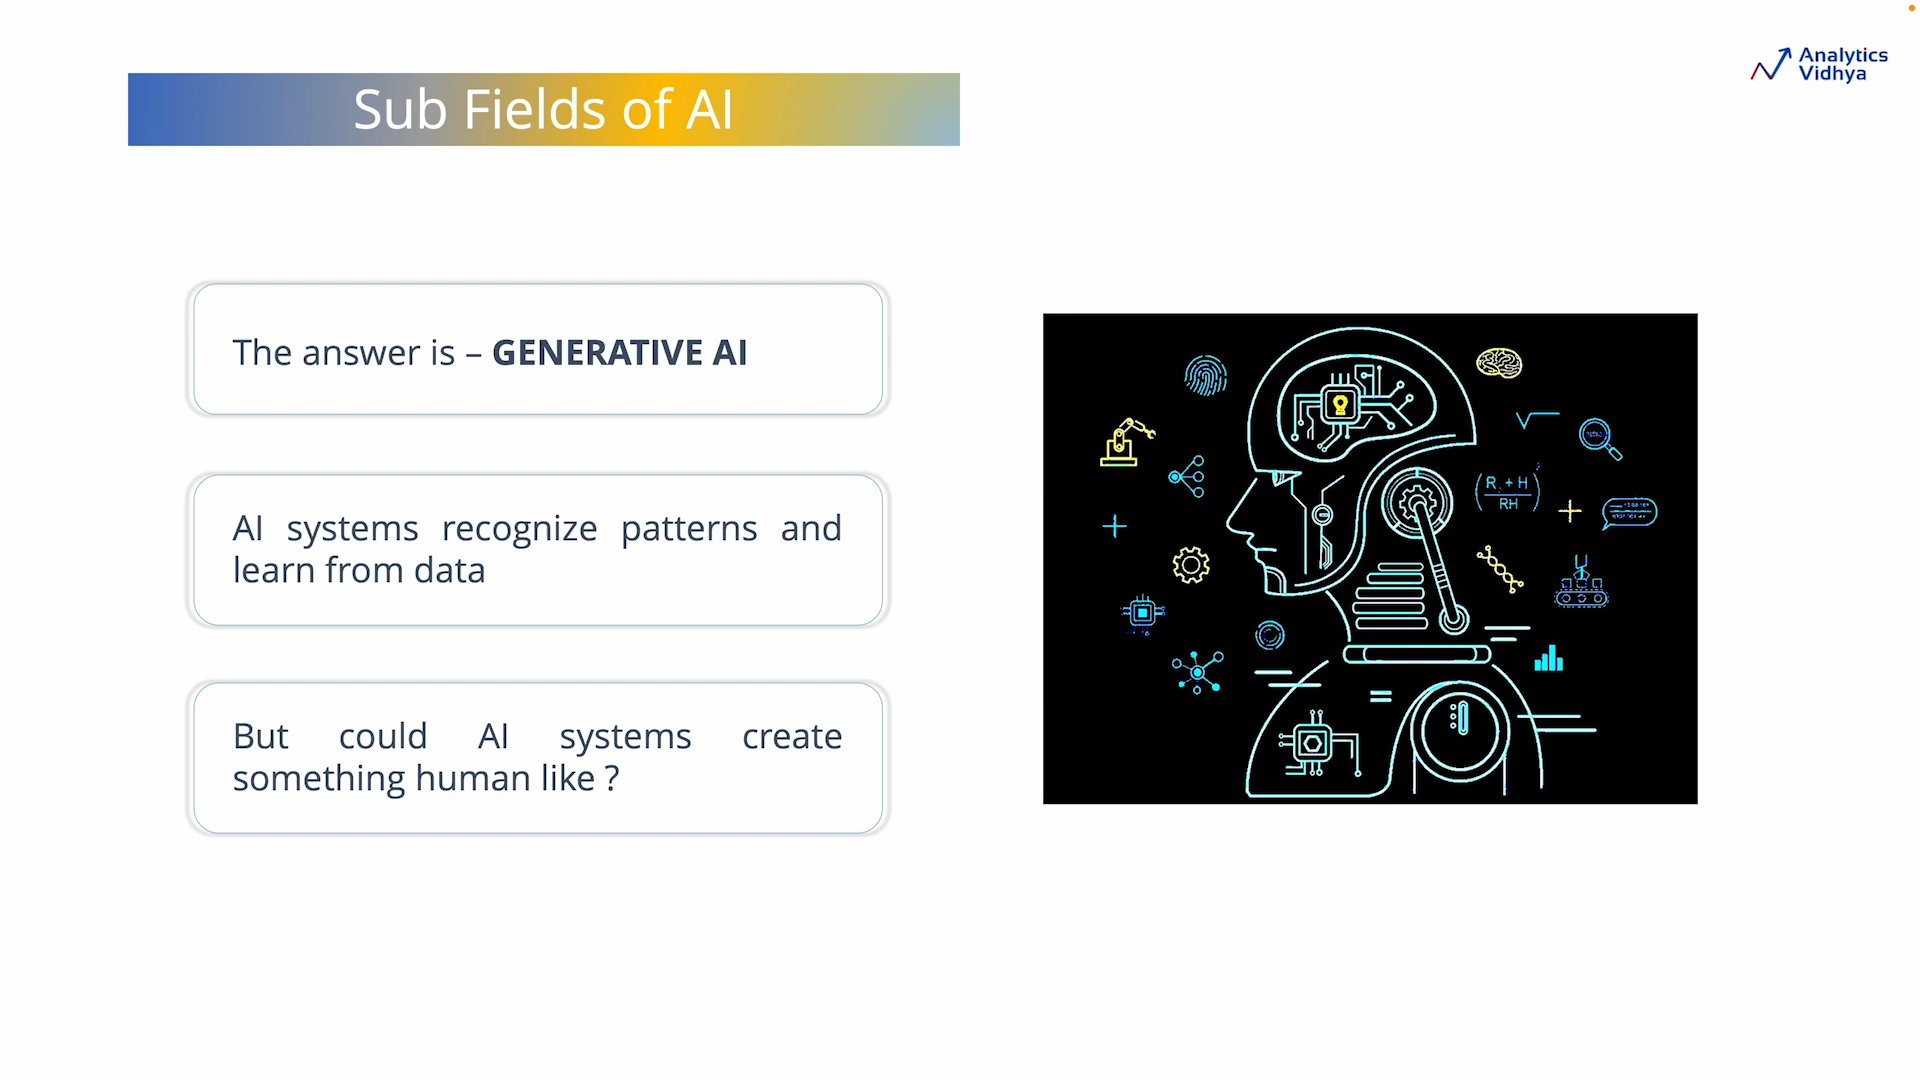 Analytics
Vidhya
Sub Fields of AI
The answer is – GENERATIVE AI
AI systems recognize patterns and
learn from data
But could AI systems create
something human like ?
R + H
RH